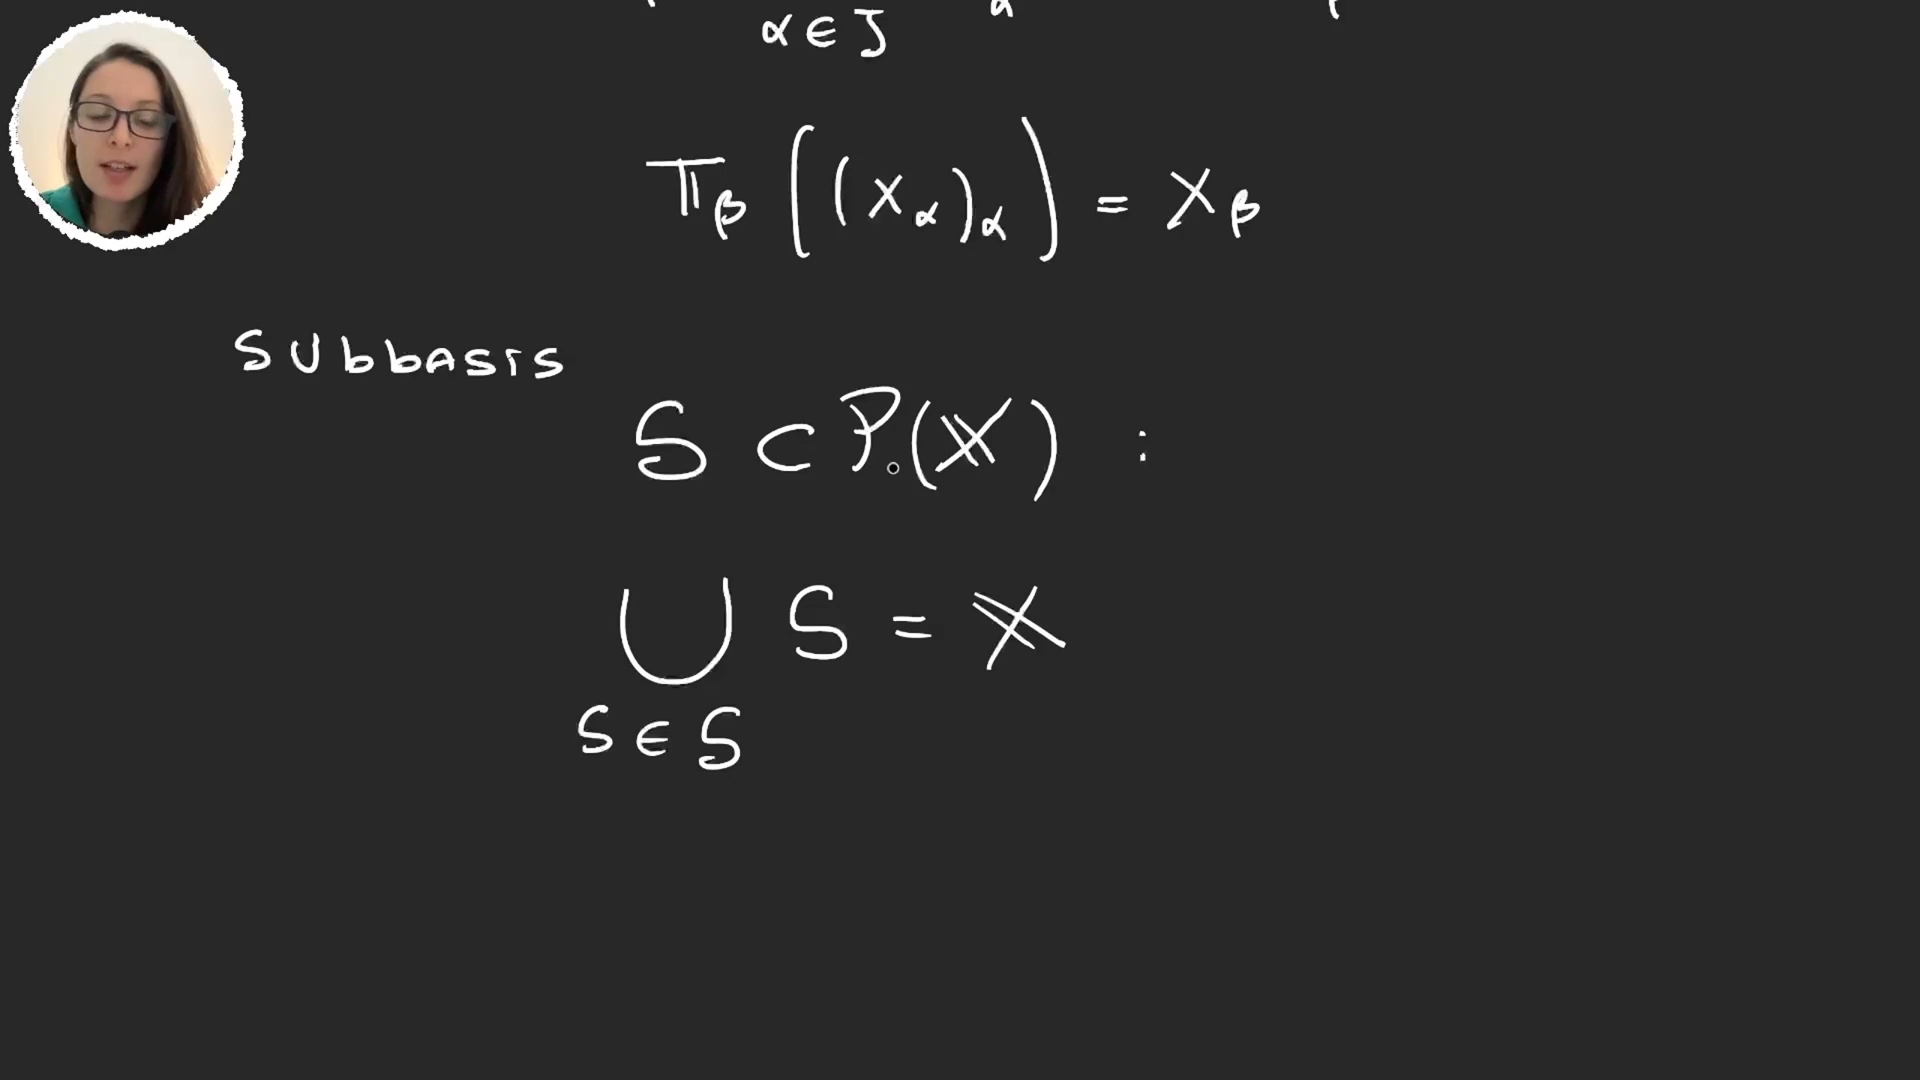 α ∈ J
π_β ((x_α)_α) = x_β
SUbbASIS
S ⊂ P(X) :
⋃ S = X
S ∈ S